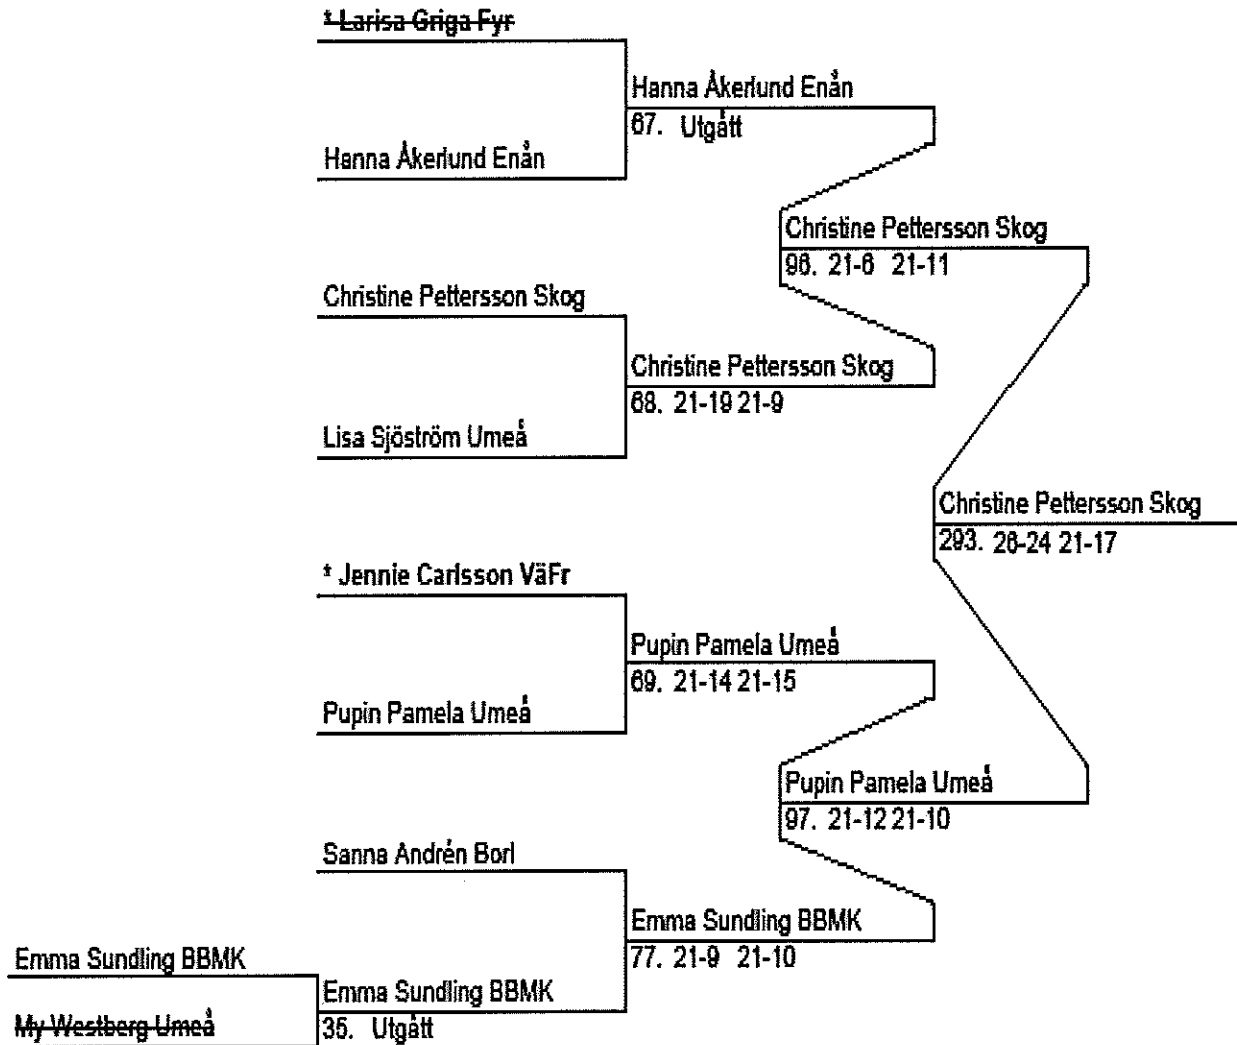 * Larisa Griga Fyr
Hanna Åkerlund Enån
67. Utgått
Hanna Åkerlund Enån
Christine Pettersson Skog
96. 21-6 21-11
Christine Pettersson Skog
Christine Pettersson Skog
68. 21-19 21-9
Lisa Sjöström Umeå
Christine Pettersson Skog
293. 26-24 21-17
* Jennie Carlsson VäFr
Pupin Pamela Umeå
69. 21-14 21-15
Pupin Pamela Umeå
Pupin Pamela Umeå
97. 21-12 21-10
Sanna Andrén Borl
Emma Sundling BBMK
77. 21-9 21-10
Emma Sundling BBMK
Emma Sundling BBMK
35. Utgått
My Westberg Umeå